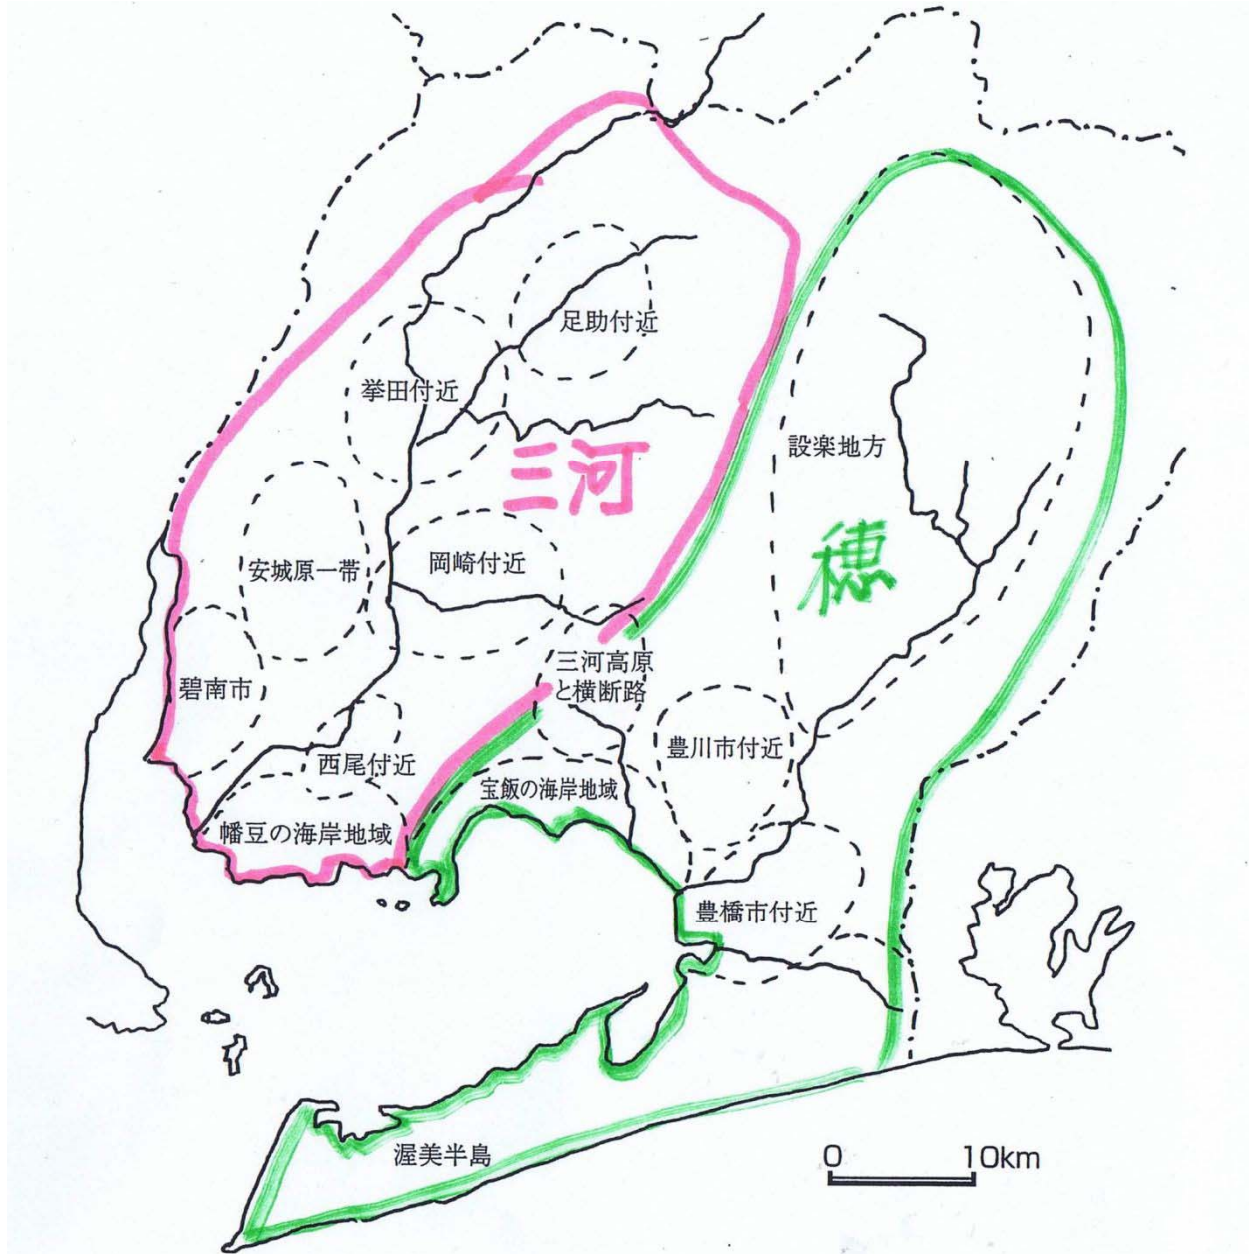 足助付近
挙田付近
設楽地方
三河
穂
岡崎付近
安城原一帯
三河高原
と横断路
碧南市
豊川市付近
西尾付近
宝飯の海岸地域
幡豆の海岸地域
豊橋市付近
渥美半島
0 10km